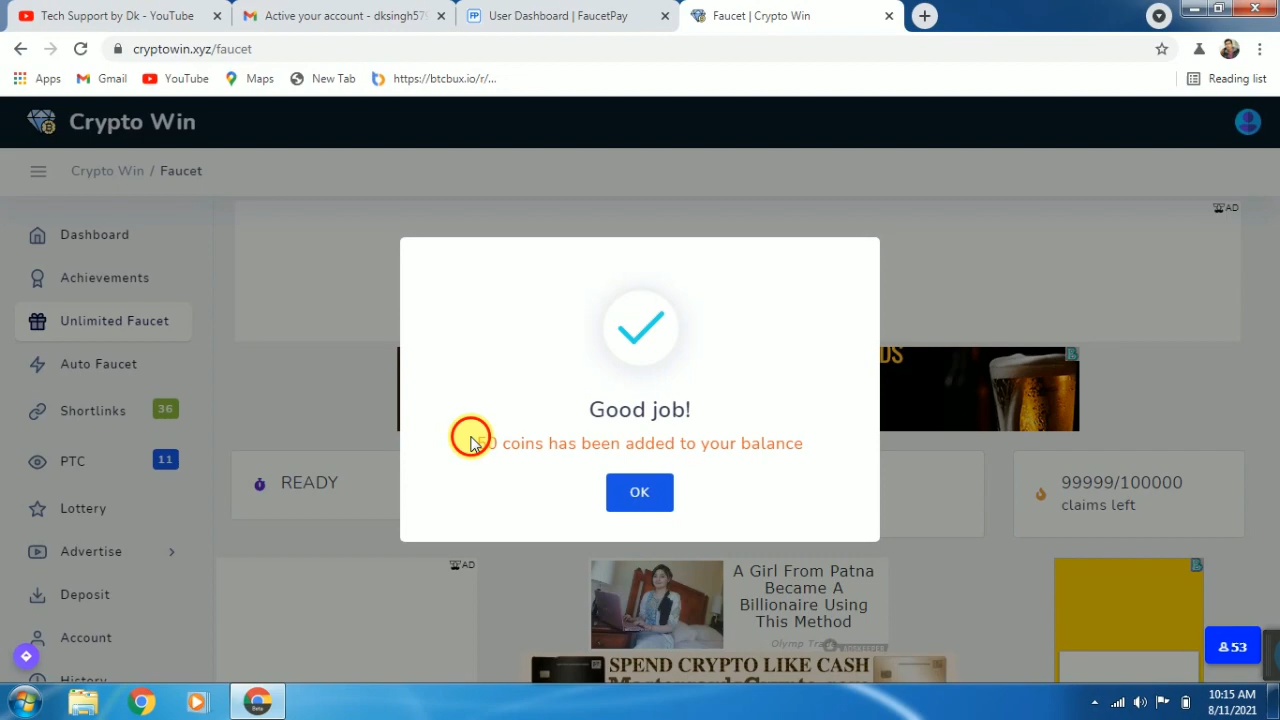 Tech Support by Dk - YouTube
Active your account - dksingh579
User Dashboard | FaucetPay
Faucet | Crypto Win
cryptowin.xyz/faucet
Apps
Gmail
YouTube
Maps
New Tab
https://btcbux.io/r/...
Reading list
Crypto Win
Crypto Win / Faucet
Dashboard
Achievements
Unlimited Faucet
Auto Faucet
Shortlinks 36
PTC 11
Lottery
Advertise
Deposit
Account
History
AD
Good job!
50 coins has been added to your balance
OK
READY
99999/100000
claims left
AD
A Girl From Patna
Became A
Billionaire Using
This Method
SPEND CRYPTO LIKE CASH
53
10:15 AM
8/11/2021